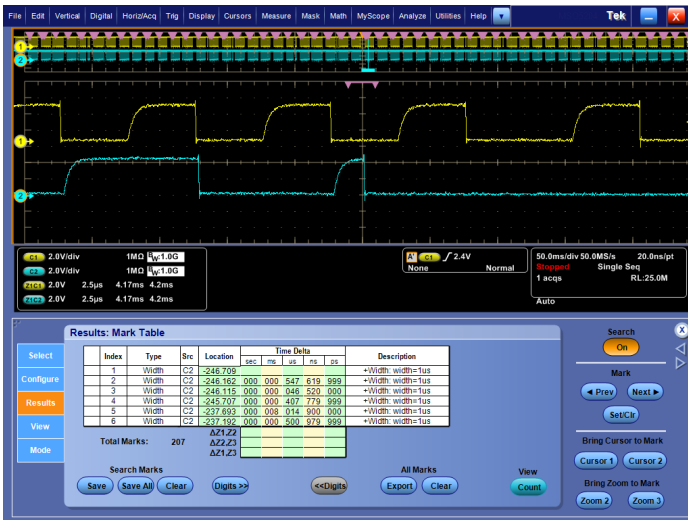 File Edit Vertical Digital Horiz/Acq Trig Display Cursors Measure Mask Math MyScope Analyze Utilities Help Tek X
1
2
1
2
C1 2.0V/div 1MΩ BW:1.0G
C2 2.0V/div 1MΩ BW:1.0G
Z1C1 2.0V 2.5µs 4.17ms 4.2ms
Z1C2 2.0V 2.5µs 4.17ms 4.2ms
A' C1 2.4V
None Normal
50.0ms/div 50.0MS/s 20.0ns/pt
Stopped Single Seq
1 acqs RL:25.0M
Auto
Results: Mark Table
Select
Configure
Results
View
Mode
Index Type Src Location Time Delta Description
sec ms us ns ps
1 Width C2 -246.709 +Width: width=1us
2 Width C2 -246.162 000 000 547 619 999 +Width: width=1us
3 Width C2 -246.115 000 000 046 520 000 +Width: width=1us
4 Width C2 -245.707 000 000 407 779 999 +Width: width=1us
5 Width C2 -237.693 000 008 014 900 000 +Width: width=1us
6 Width C2 -237.192 000 000 500 979 999 +Width: width=1us
Total Marks: 207
ΔZ1.Z2
ΔZ2.Z3
ΔZ1.Z3
Search Marks
Save Save All Clear Digits >> <<Digits
All Marks
Export Clear
View
Count
Search
On
X
Mark
◄ Prev Next ►
Set/Clr
Bring Cursor to Mark
Cursor 1 Cursor 2
Bring Zoom to Mark
Zoom 2 Zoom 3